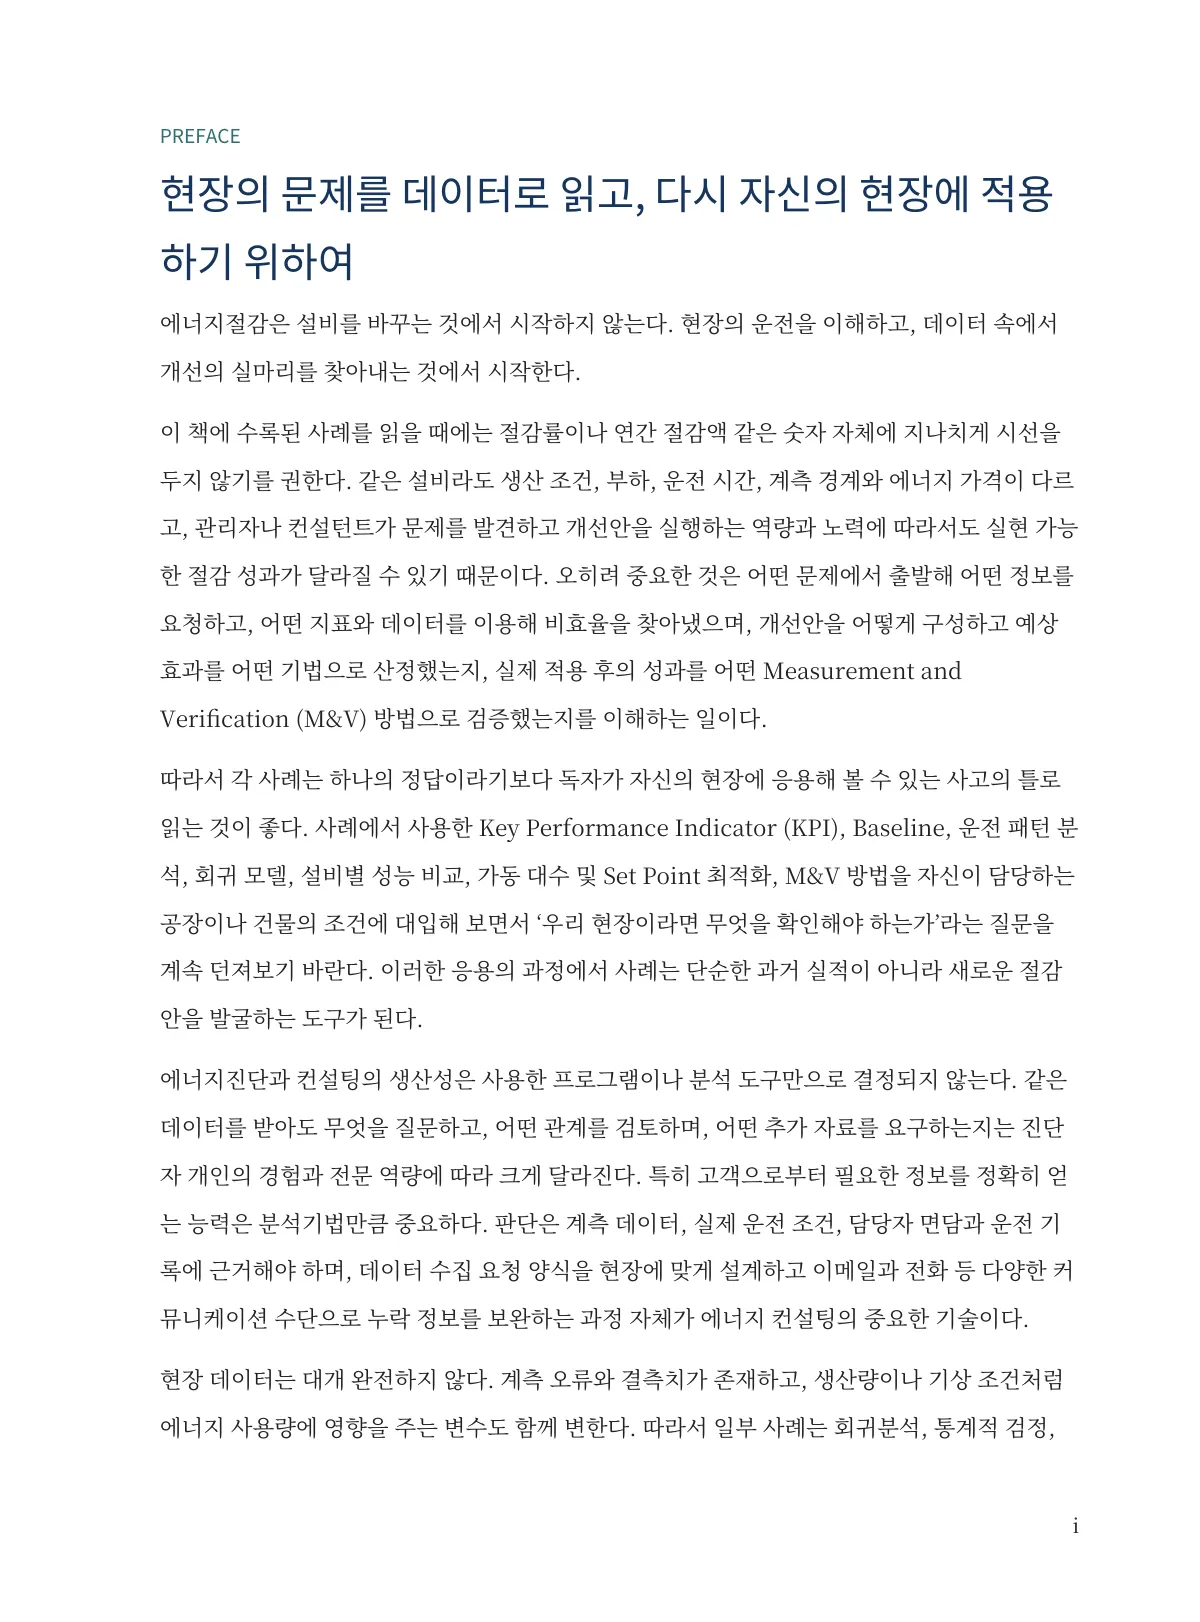 PREFACE
현장의 문제를 데이터로 읽고, 다시 자신의 현장에 적용
하기 위하여
에너지절감은 설비를 바꾸는 것에서 시작하지 않는다. 현장의 운전을 이해하고, 데이터 속에서
개선의 실마리를 찾아내는 것에서 시작한다.
이 책에 수록된 사례를 읽을 때에는 절감률이나 연간 절감액 같은 숫자 자체에 지나치게 시선을
두지 않기를 권한다. 같은 설비라도 생산 조건, 부하, 운전 시간, 계측 경계와 에너지 가격이 다르
고, 관리자나 컨설턴트가 문제를 발견하고 개선안을 실행하는 역량과 노력에 따라서도 실현 가능
한 절감 성과가 달라질 수 있기 때문이다. 오히려 중요한 것은 어떤 문제에서 출발해 어떤 정보를
요청하고, 어떤 지표와 데이터를 이용해 비효율을 찾아냈으며, 개선안을 어떻게 구성하고 예상
효과를 어떤 기법으로 산정했는지, 실제 적용 후의 성과를 어떤 Measurement and
Verification (M&V) 방법으로 검증했는지를 이해하는 일이다.
따라서 각 사례는 하나의 정답이라기보다 독자가 자신의 현장에 응용해 볼 수 있는 사고의 틀로
읽는 것이 좋다. 사례에서 사용한 Key Performance Indicator (KPI), Baseline, 운전 패턴 분
석, 회귀 모델, 설비별 성능 비교, 가동 대수 및 Set Point 최적화, M&V 방법을 자신이 담당하는
공장이나 건물의 조건에 대입해 보면서 ‘우리 현장이라면 무엇을 확인해야 하는가’라는 질문을
계속 던져보기 바란다. 이러한 응용의 과정에서 사례는 단순한 과거 실적이 아니라 새로운 절감
안을 발굴하는 도구가 된다.
에너지진단과 컨설팅의 생산성은 사용한 프로그램이나 분석 도구만으로 결정되지 않는다. 같은
데이터를 받아도 무엇을 질문하고, 어떤 관계를 검토하며, 어떤 추가 자료를 요구하는지는 진단
자 개인의 경험과 전문 역량에 따라 크게 달라진다. 특히 고객으로부터 필요한 정보를 정확히 얻
는 능력은 분석기법만큼 중요하다. 판단은 계측 데이터, 실제 운전 조건, 담당자 면담과 운전 기
록에 근거해야 하며, 데이터 수집 요청 양식을 현장에 맞게 설계하고 이메일과 전화 등 다양한 커
뮤니케이션 수단으로 누락 정보를 보완하는 과정 자체가 에너지 컨설팅의 중요한 기술이다.
현장 데이터는 대개 완전하지 않다. 계측 오류와 결측치가 존재하고, 생산량이나 기상 조건처럼
에너지 사용량에 영향을 주는 변수도 함께 변한다. 따라서 일부 사례는 회귀분석, 통계적 검정,
i